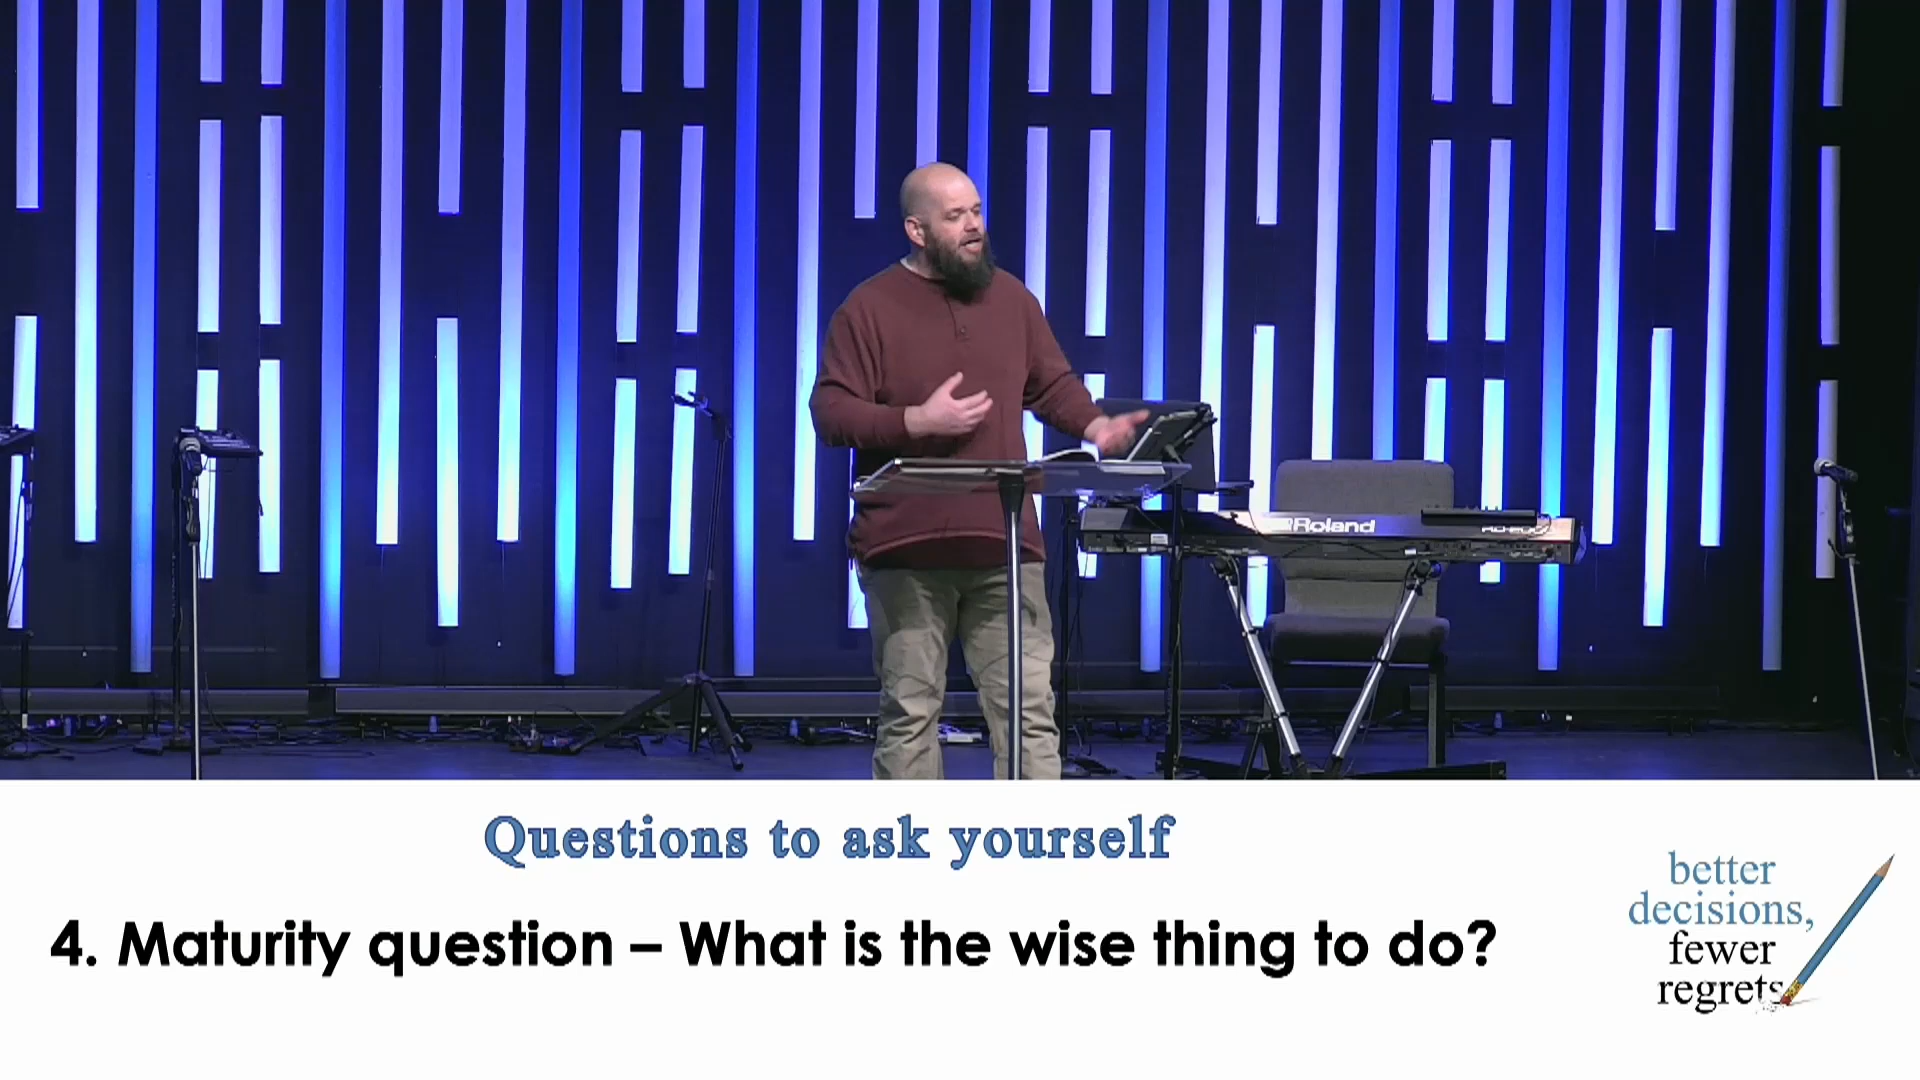 Roland
Questions to ask yourself
4. Maturity question – What is the wise thing to do?
better
decisions,
fewer
regrets